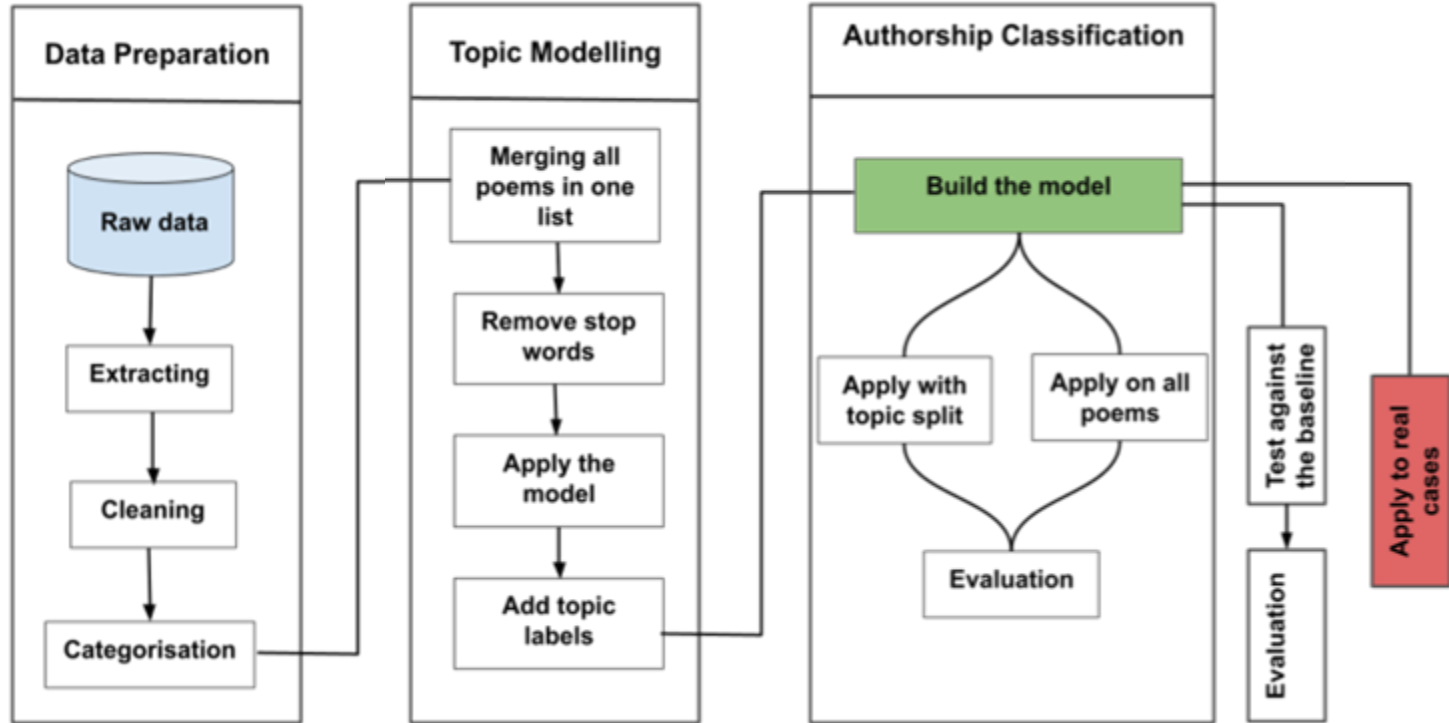 Data Preparation
Raw data
Extracting
Cleaning
Categorisation
Topic Modelling
Merging all
poems in one
list
Remove stop
words
Apply the
model
Add topic
labels
Authorship Classification
Build the model
Apply with
topic split
Apply on all
poems
Evaluation
Test against
the baseline
Evaluation
Apply to real
cases